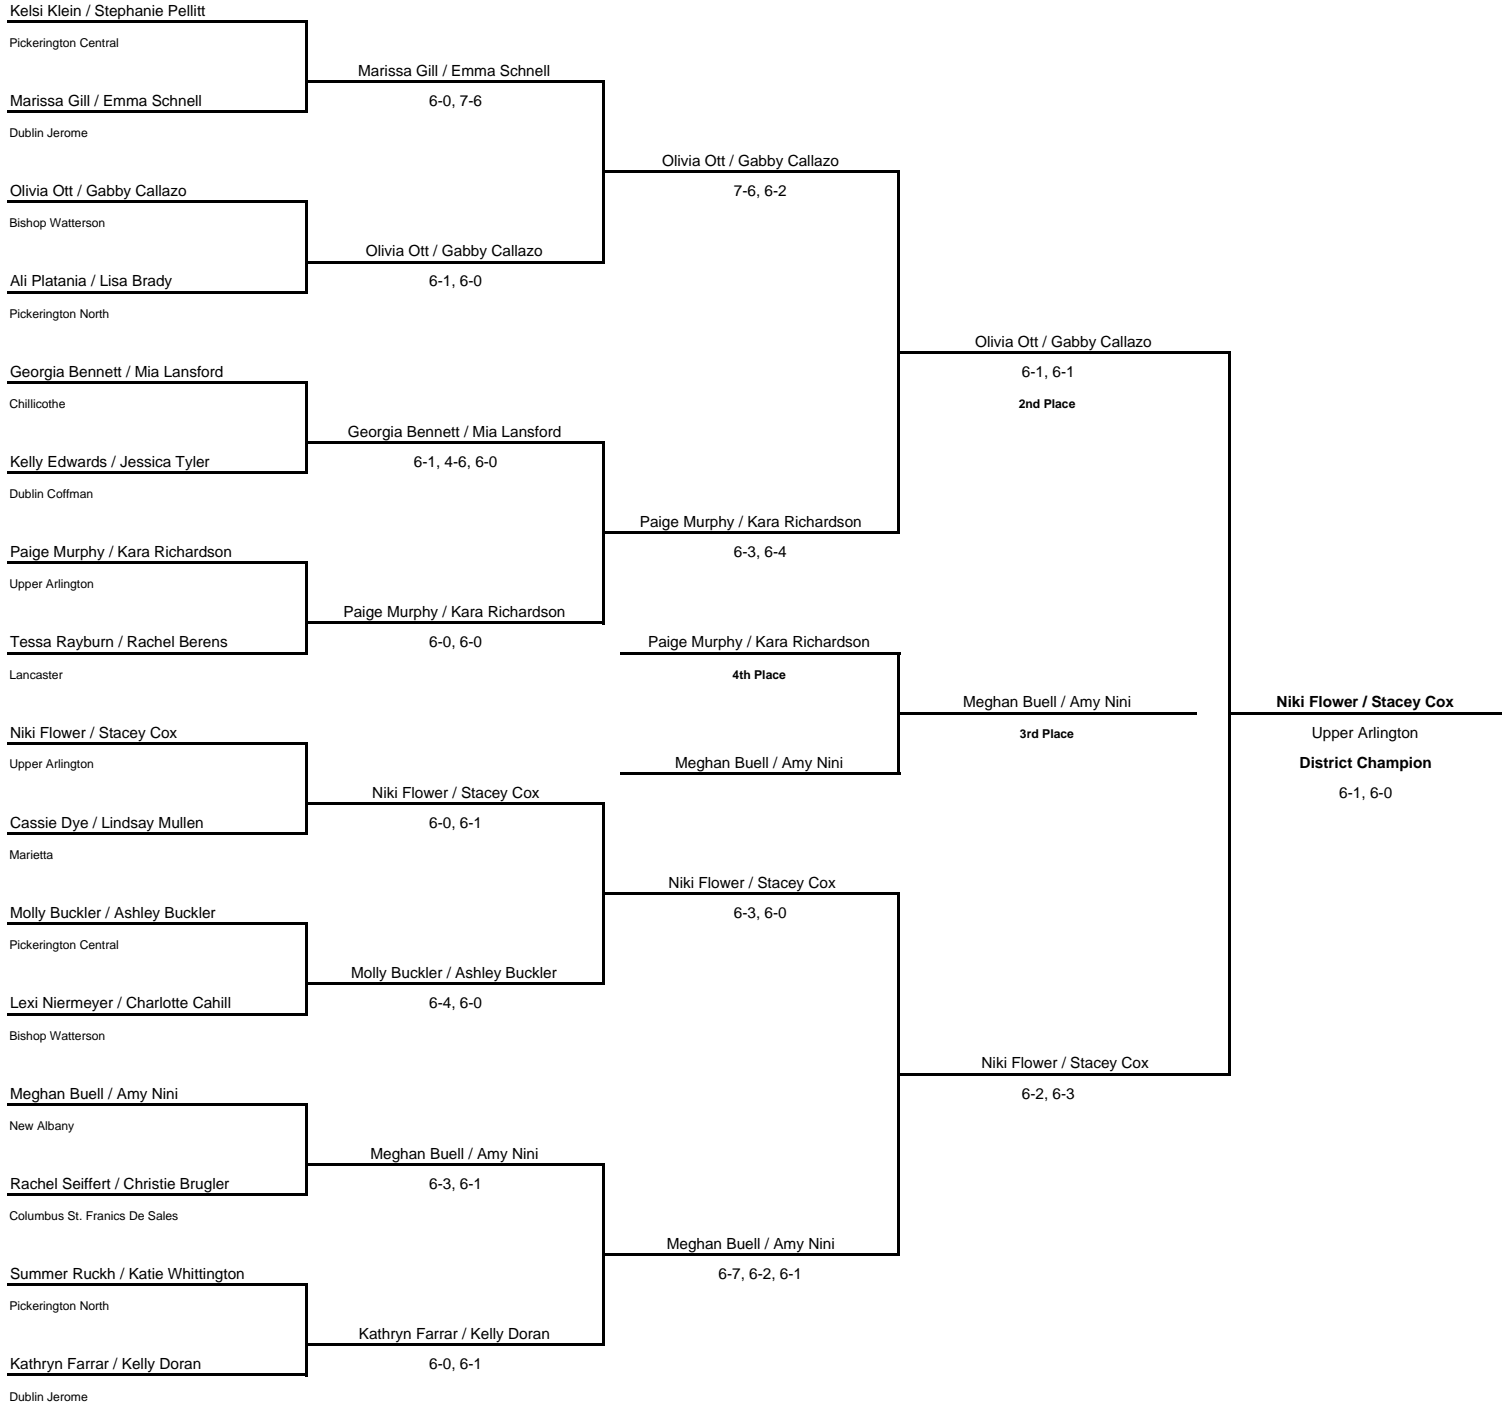 Kelsi Klein / Stephanie Pellitt
Pickerington Central
Marissa Gill / Emma Schnell
Marissa Gill / Emma Schnell
6-0, 7-6
Dublin Jerome
Olivia Ott / Gabby Callazo
Olivia Ott / Gabby Callazo
7-6, 6-2
Bishop Watterson
Olivia Ott / Gabby Callazo
Ali Platania / Lisa Brady
6-1, 6-0
Pickerington North
Olivia Ott / Gabby Callazo
Georgia Bennett / Mia Lansford
6-1, 6-1
Chillicothe
2nd Place
Georgia Bennett / Mia Lansford
Kelly Edwards / Jessica Tyler
6-1, 4-6, 6-0
Dublin Coffman
Paige Murphy / Kara Richardson
Paige Murphy / Kara Richardson
6-3, 6-4
Upper Arlington
Paige Murphy / Kara Richardson
Tessa Rayburn / Rachel Berens
6-0, 6-0
Paige Murphy / Kara Richardson
Lancaster
4th Place
Meghan Buell / Amy Nini
Niki Flower / Stacey Cox
Niki Flower / Stacey Cox
3rd Place
Upper Arlington
Upper Arlington
Meghan Buell / Amy Nini
District Champion
Niki Flower / Stacey Cox
6-1, 6-0
Cassie Dye / Lindsay Mullen
6-0, 6-1
Marietta
Niki Flower / Stacey Cox
Molly Buckler / Ashley Buckler
6-3, 6-0
Pickerington Central
Molly Buckler / Ashley Buckler
Lexi Niermeyer / Charlotte Cahill
6-4, 6-0
Bishop Watterson
Niki Flower / Stacey Cox
Meghan Buell / Amy Nini
6-2, 6-3
New Albany
Meghan Buell / Amy Nini
Rachel Seiffert / Christie Brugler
6-3, 6-1
Columbus St. Franics De Sales
Meghan Buell / Amy Nini
Summer Ruckh / Katie Whittington
6-7, 6-2, 6-1
Pickerington North
Kathryn Farrar / Kelly Doran
Kathryn Farrar / Kelly Doran
6-0, 6-1
Dublin Jerome